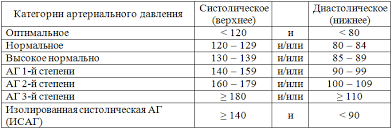 Категории артериального давления Систолическое (верхнее) Диастолическое (нижнее)
Оптимальное < 120 и < 80
Нормальное 120 – 129 и/или 80 – 84
Высокое нормально 130 – 139 и/или 85 – 89
АГ 1-й степени 140 – 159 и/или 90 – 99
АГ 2-й степени 160 – 179 и/или 100 – 109
АГ 3-й степени ≥ 180 и/или ≥ 110
Изолированная систолическая АГ (ИСАГ) ≥ 140 и < 90